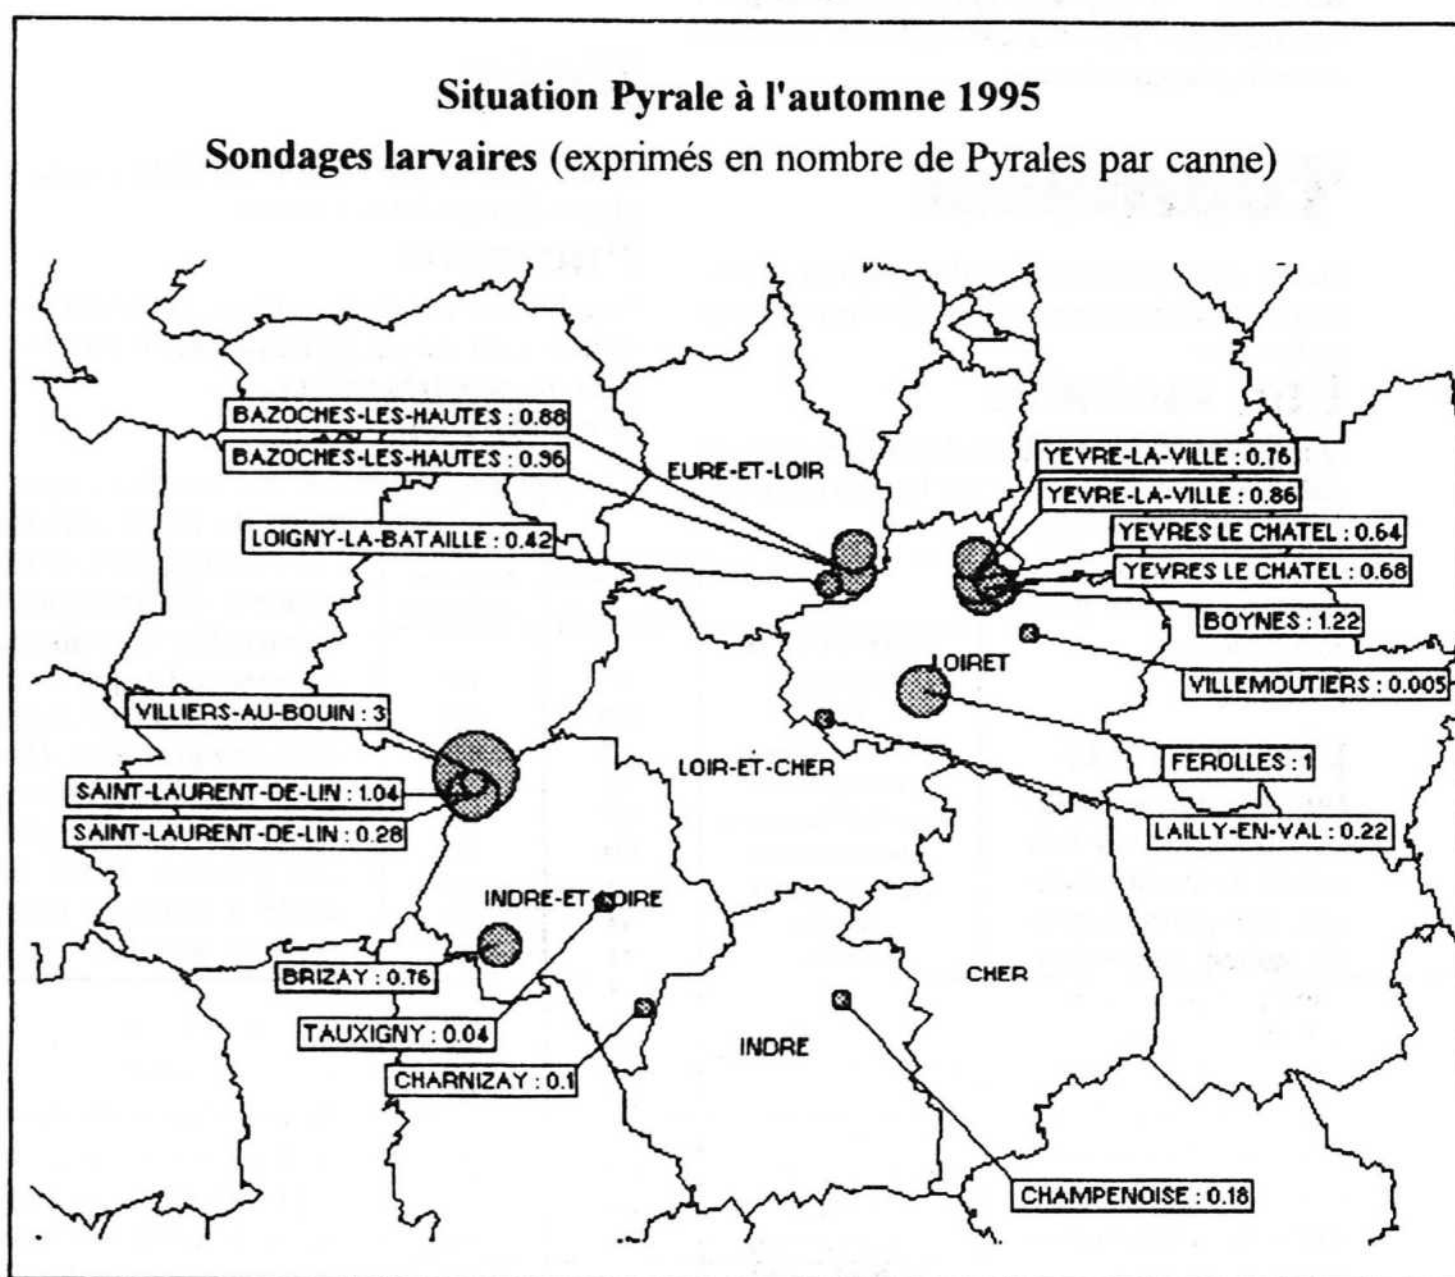 Situation Pyrale à l'automne 1995
Sondages larvaires (exprimés en nombre de Pyrales par canne)
BAZOCHES-LES-HAUTES : 0.88
BAZOCHES-LES-HAUTES : 0.96
EURE-ET-LOIR
YEVRE-LA-VILLE : 0.76
YEVRE-LA-VILLE : 0.86
LOIGNY-LA-BATAILLE : 0.42
YEVRES LE CHATEL : 0.64
YEVRES LE CHATEL : 0.68
BOYNES : 1.22
LOIRET
VILLEMOUTIERS : 0.005
VILLIERS-AU-BOUIN : 3
LOIR-ET-CHER
FEROLLES : 1
SAINT-LAURENT-DE-LIN : 1.04
SAINT-LAURENT-DE-LIN : 0.28
LAILLY-EN-VAL : 0.22
INDRE-ET-LOIRE
BRIZAY : 0.76
CHER
TAUXIGNY : 0.04
INDRE
CHARNIZAY : 0.1
CHAMPENOISE : 0.18